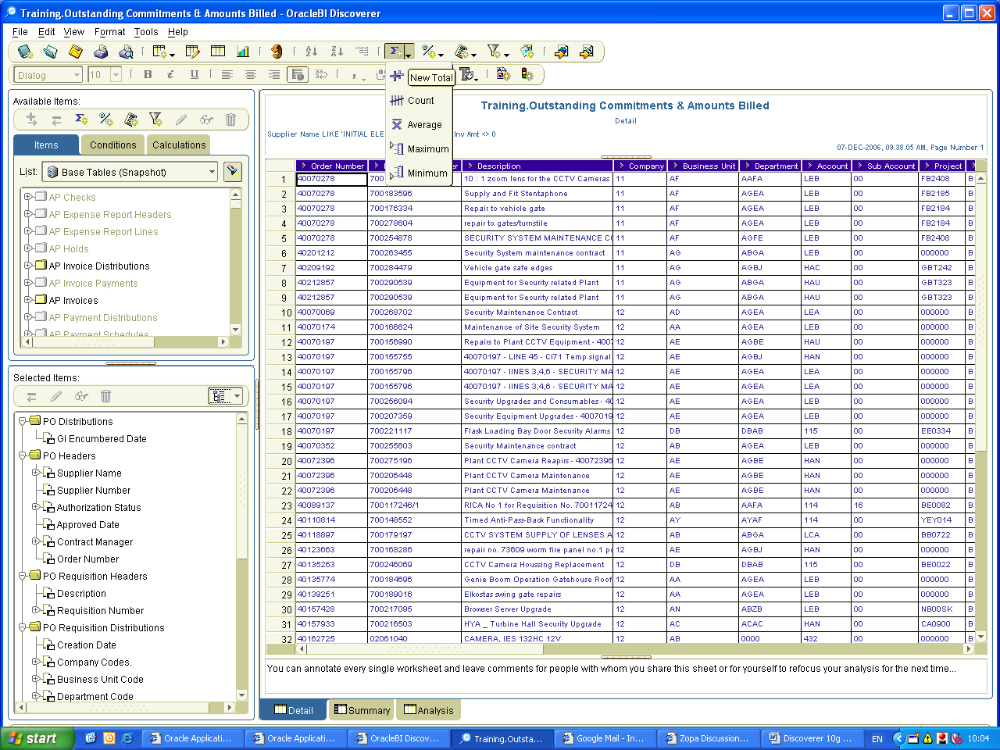 Training.Outstanding Commitments & Amounts Billed - OracleBI Discoverer
File Edit View Format Tools Help
Dialog 10 B i U
New Total
Count
Average
Maximum
Minimum
Available Items:
Items Conditions Calculations
List: Base Tables (Snapshot)
AP Checks
AP Expense Report Headers
AP Expense Report Lines
AP Holds
AP Invoice Distributions
AP Invoice Payments
AP Invoices
AP Payment Distributions
AP Payment Schedules
Selected Items:
PO Distributions
Gl Encumbered Date
PO Headers
Supplier Name
Supplier Number
Authorization Status
Approved Date
Contract Manager
Order Number
PO Requisition Headers
Description
Requisition Number
PO Requisition Distributions
Creation Date
Company Codes.
Business Unit Code
Department Code
Training.Outstanding Commitments & Amounts Billed
Detail
Supplier Name LIKE 'INITIAL ELE Inv Amt <> 0
07-DEC-2006, 09.38.05 AM, Page Number 1
Order Number Description Company Business Unit Department Account Sub Account Project
1 40070278 700 10 : 1 zoom lens for the CCTV Cameras 11 AF AAFA LEB 00 FB2408 B
2 40070278 700183596 Supply and Fit Stentaphone 11 AF AGEA LEB 00 FB2185 B
3 40070278 700176334 Repair to vehicle gate 11 AF AGEA LEB 00 FB2184 B
4 40070278 700278604 repair to gates/turnstile 11 AF AGEA LEB 00 FB2184 B
5 40070278 700254878 SECURITY SYSTEM MAINTENANCE CO 11 AF AGFE LEB 00 FB2408 B
6 40201212 700263455 Security System maintenance contract 11 AG ABGA LEB 00 000000 B
7 40209192 700284479 Vehicle gate safe edges 11 AG AGBJ HAC 00 GBT242 B
8 40212857 700290539 Equipment for Security related Plant 11 AG ABGA HAU 00 GBT323 B
9 40212857 700290539 Equipment for Security related Plant 11 AG ABGA HAU 00 GBT323 B
10 40070069 700268702 Security Maintenance Contract 12 AD AGEA LEA 00 000000 B
11 40070174 700166624 Maintenance of Site Security System 12 AA AGEA LEB 00 000000 B
12 40070197 700156990 Repairs to Plant CCTV Equipment - 4007 12 AE AGBE HAU 00 000000 B
13 40070197 700155755 40070197 - LINE 45 - CI71 Temp signal 12 AE AGBJ HAN 00 000000 B
14 40070197 700155796 40070197 - lINES 3,4,6 - SECURITY MA 12 AE AGEA LEA 00 000000 B
15 40070197 700155796 40070197 - lINES 3,4,6 - SECURITY MA 12 AE AGEA LEA 00 000000 B
16 40070197 700256094 Security Upgrades and Consumables - 40 12 AE AGEA LEB 00 000000 B
17 40070197 700207359 Security Equipment Upgrades - 4007019 12 AE AGEA LEB 00 000000 B
18 40070197 700221117 Flask Loading Bay Door Security Alarms 12 DB DBAB 115 00 EE0334 B
19 40070352 700255603 Security Maintenance contract 12 AB AGEA LEB 00 000000 B
20 40072396 700275196 Plant CCTV Camera Reapirs - 40072396 12 AE AGBE HAN 00 000000 B
21 40072396 700206448 Plant CCTV Camera Maintenance 12 AE AGBE HAN 00 000000 B
22 40072396 700206448 Plant CCTV Camera Maintenance 12 AE AGBE HAN 00 000000 B
23 40089137 700117246/1 RICA No 1 for Requisition No. 70011724 12 AB AAFA 114 16 BE0082 B
24 40110814 700148552 Timed Anti-Pass-Back Functionality 12 AY AYAF 114 00 YEY014 B
25 40118897 700179197 CCTV SYSTEM SUPPLY OF LENSES A 12 AB ABGA LCA 00 BB0722 B
26 40123663 700168286 repair no. 73609 worm fire panel no.1 po 12 AE AGBJ HAN 00 000000 B
27 40135263 700246069 CCTV Camera Houssing Replacement 12 DB DBAB 115 00 BE0022 B
28 40135774 700184696 Genie Boom Operation Gatehouse Roof 12 AA AGEA LEB 00 000000 B
29 40139251 700189016 Elkostas swing gate repairs 12 AA AGEA LEB 00 000000 B
30 40157428 700217095 Browser Server Upgrade 12 AN ABZB LEB 00 NB00SK B
31 40157933 700216503 HYA _ Turbine Hall Security Upgrade 12 AC ACAC HAN 00 CA0900 B
32 40162725 02061040 CAMERA, IES 132HC 12V 12 AB 0000 432 00 000000 B
You can annotate every single worksheet and leave comments for people with whom you share this sheet or for yourself to refocus your analysis for the next time...
Detail Summary Analysis
start Oracle Applicati... Oracle Applicati... OracleBI Discov... Training.Outsta... Google Mail - In... Zopa Discussion... Discoverer 10g ... EN 10:04